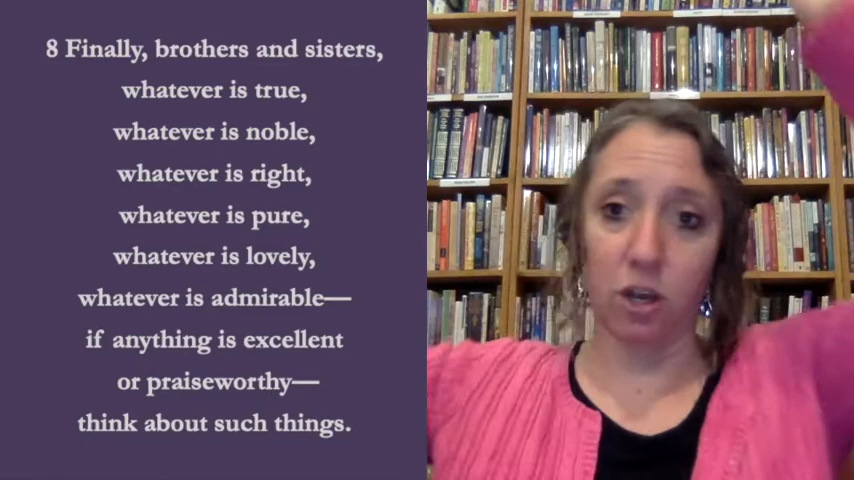 8 Finally, brothers and sisters,
whatever is true,
whatever is noble,
whatever is right,
whatever is pure,
whatever is lovely,
whatever is admirable—
if anything is excellent
or praiseworthy—
think about such things.